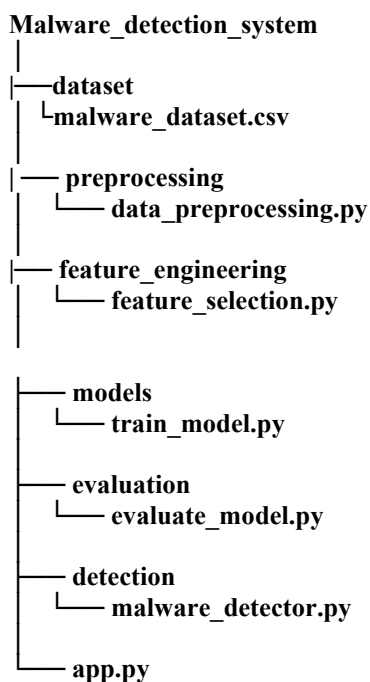 Malware_detection_system
│
|──dataset
│ └malware_dataset.csv
│
| ── preprocessing
│ └── data_preprocessing.py
│
|── feature_engineering
│ └── feature_selection.py
│
├── models
│ └── train_model.py
│
├── evaluation
│ └── evaluate_model.py
│
├── detection
│ └── malware_detector.py
│
└── app.py